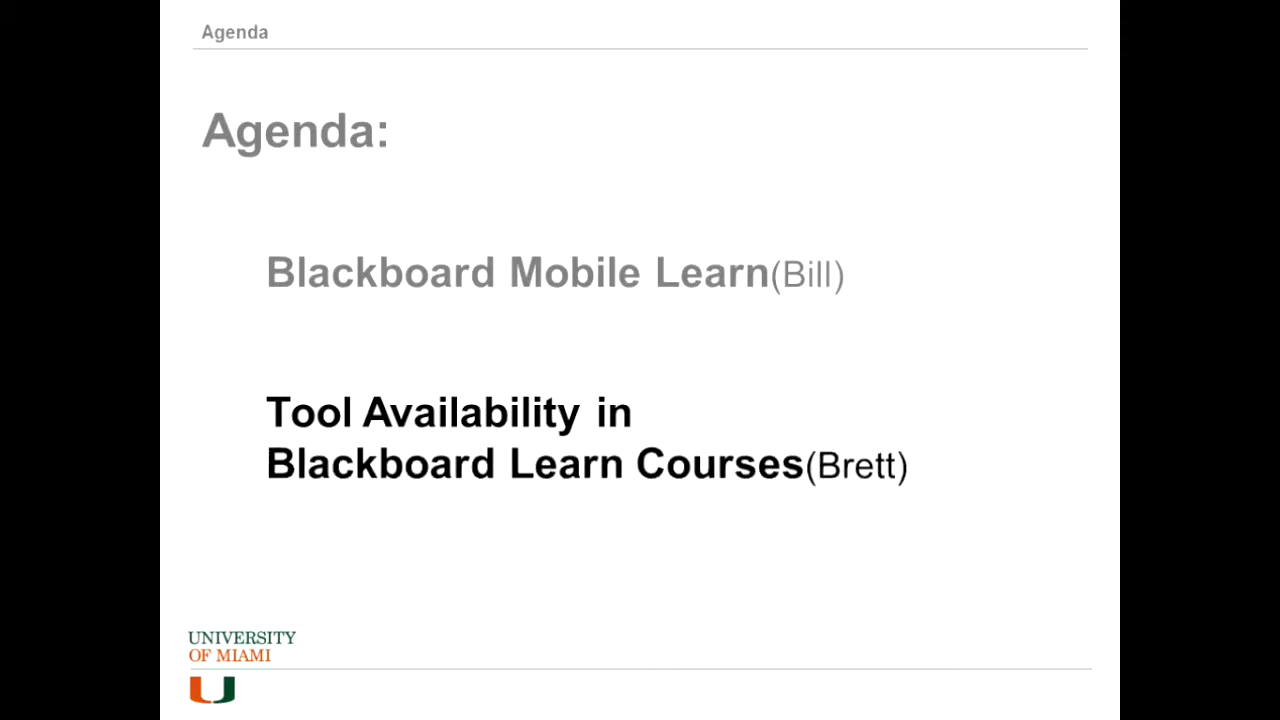 Agenda
Agenda:
Blackboard Mobile Learn(Bill)
Tool Availability in
Blackboard Learn Courses(Brett)
UNIVERSITY
OF MIAMI
U